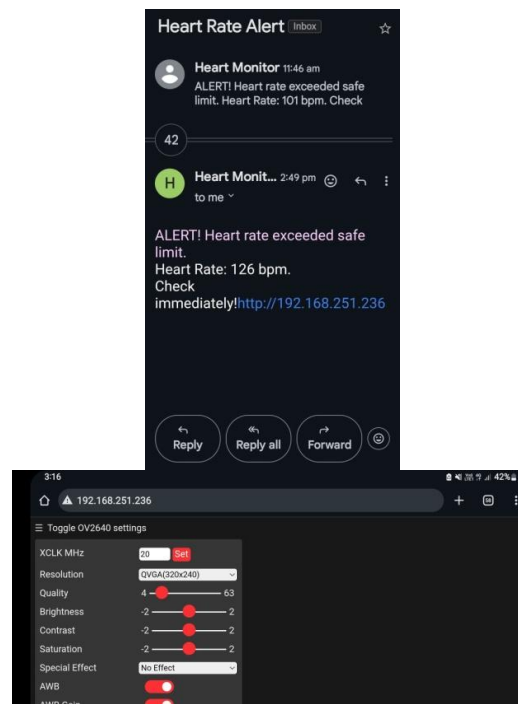 Heart Rate Alert Inbox
Heart Monitor 11:46 am
ALERT! Heart rate exceeded safe
limit. Heart Rate: 101 bpm. Check
42
H
Heart Monit... 2:49 pm
to me
ALERT! Heart rate exceeded safe
limit.
Heart Rate: 126 bpm.
Check
immediately!http://192.168.251.236
Reply
Reply all
Forward
3:16
42%
192.168.251.236
Toggle OV2640 settings
XCLK MHz 20 Set
Resolution QVGA(320x240)
Quality 4 63
Brightness -2 2
Contrast -2 2
Saturation -2 2
Special Effect No Effect
AWB
AWB Gain